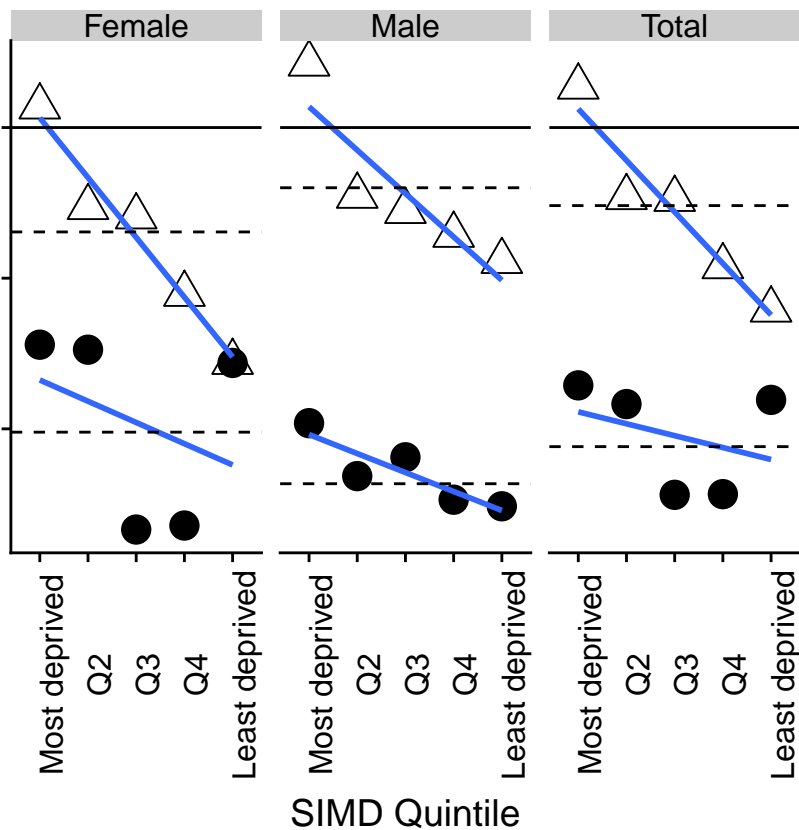 Female
Male
Total
Most deprived
Q2
Q3
Q4
Least deprived
Most deprived
Q2
Q3
Q4
Least deprived
Most deprived
Q2
Q3
Q4
Least deprived
SIMD Quintile